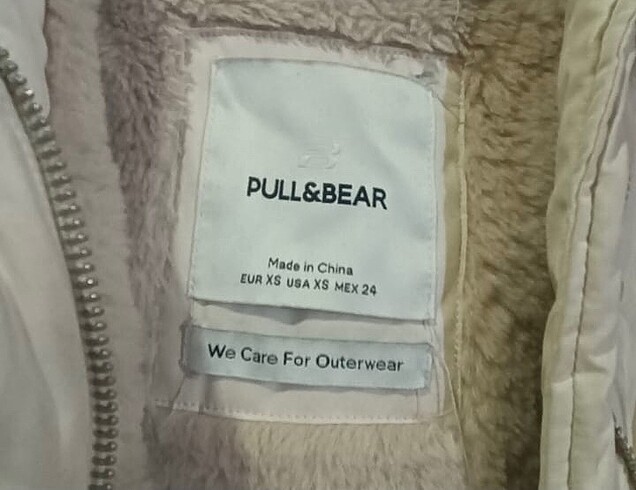 PULL&BEAR
Made in China
EUR XS USA XS MEX 24
We Care For Outerwear